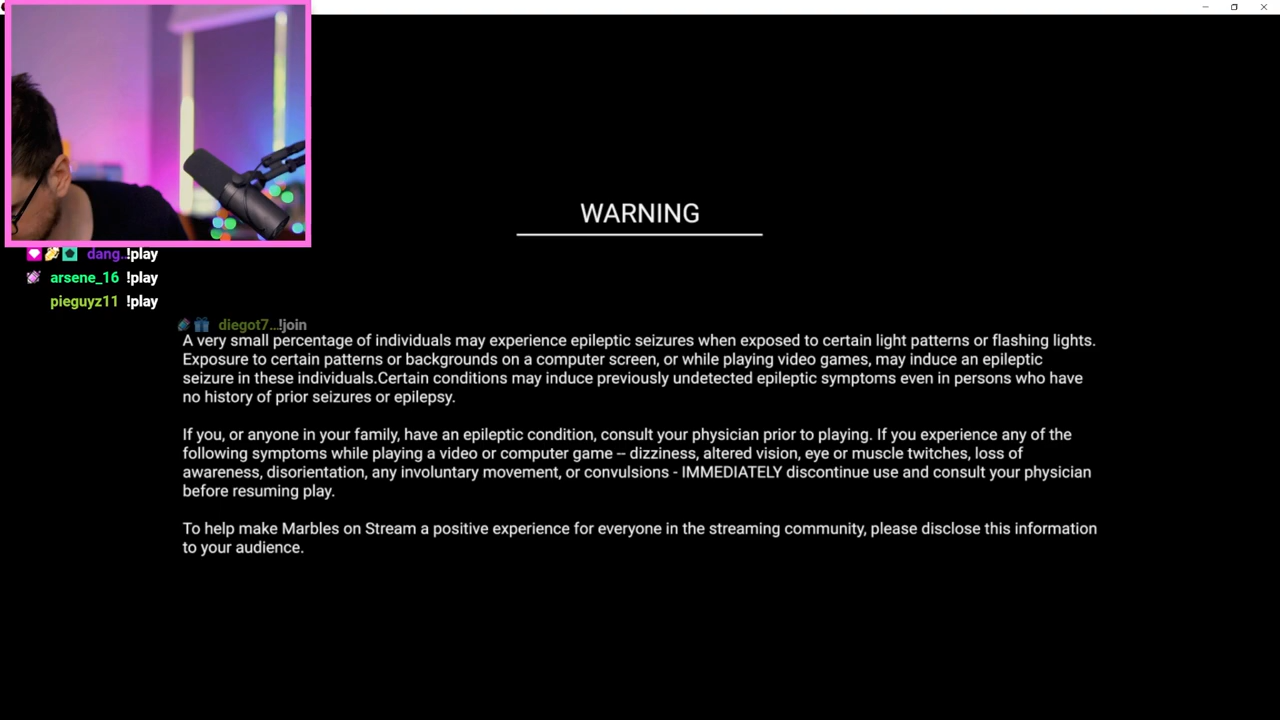 WARNING
dang..!play
arsene_16 !play
pieguyz11 !play
diegot7...!join
A very small percentage of individuals may experience epileptic seizures when exposed to certain light patterns or flashing lights.
Exposure to certain patterns or backgrounds on a computer screen, or while playing video games, may induce an epileptic
seizure in these individuals.Certain conditions may induce previously undetected epileptic symptoms even in persons who have
no history of prior seizures or epilepsy.
If you, or anyone in your family, have an epileptic condition, consult your physician prior to playing. If you experience any of the
following symptoms while playing a video or computer game -- dizziness, altered vision, eye or muscle twitches, loss of
awareness, disorientation, any involuntary movement, or convulsions - IMMEDIATELY discontinue use and consult your physician
before resuming play.
To help make Marbles on Stream a positive experience for everyone in the streaming community, please disclose this information
to your audience.